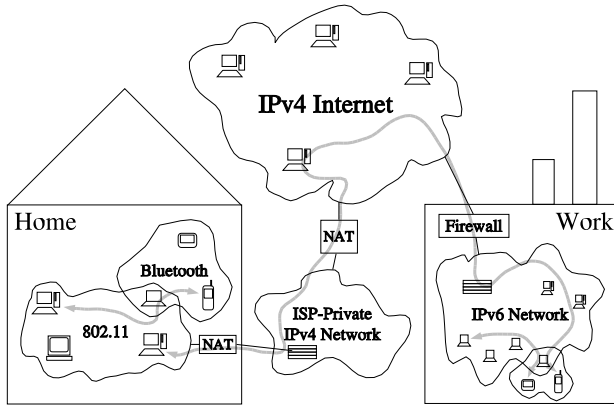 IPv4 Internet
Home
Work
Firewall
NAT
Bluetooth
802.11
NAT
ISP-Private
IPv4 Network
IPv6 Network